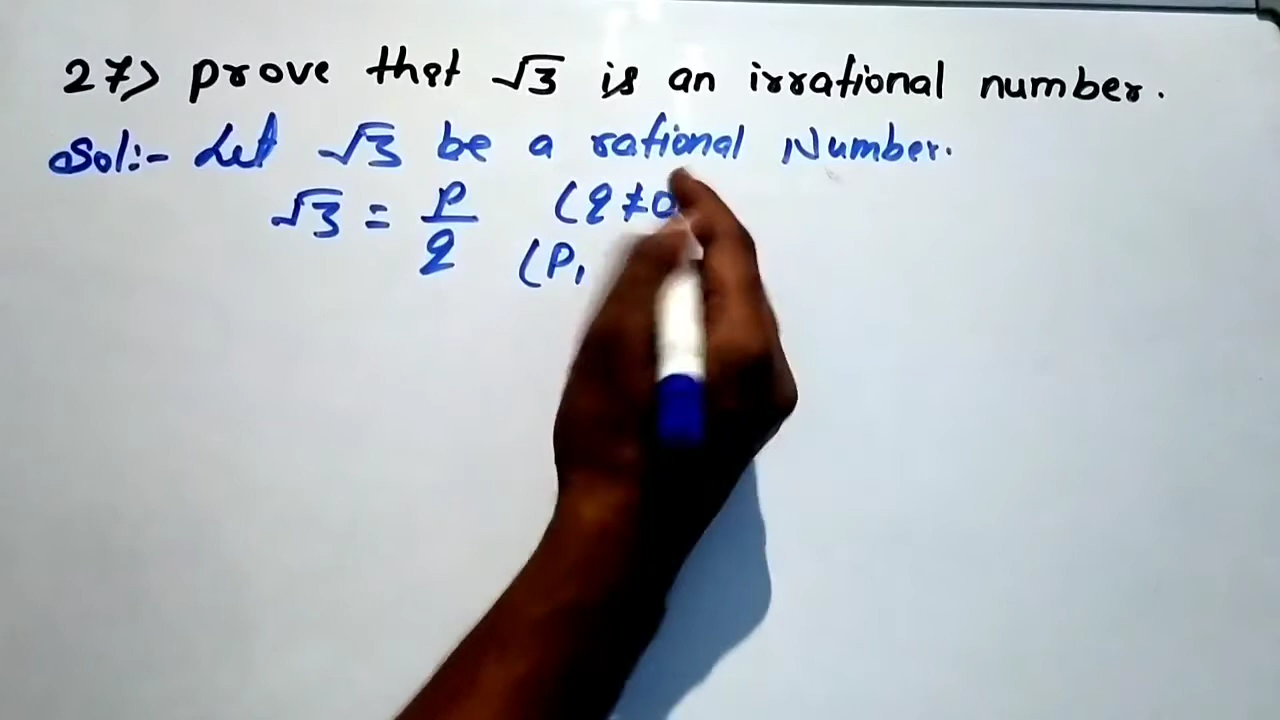 27) prove that √3 is an irrational number.
Sol:- Let √3 be a rational Number.
√3 = p/q (q ≠ 0
(P,